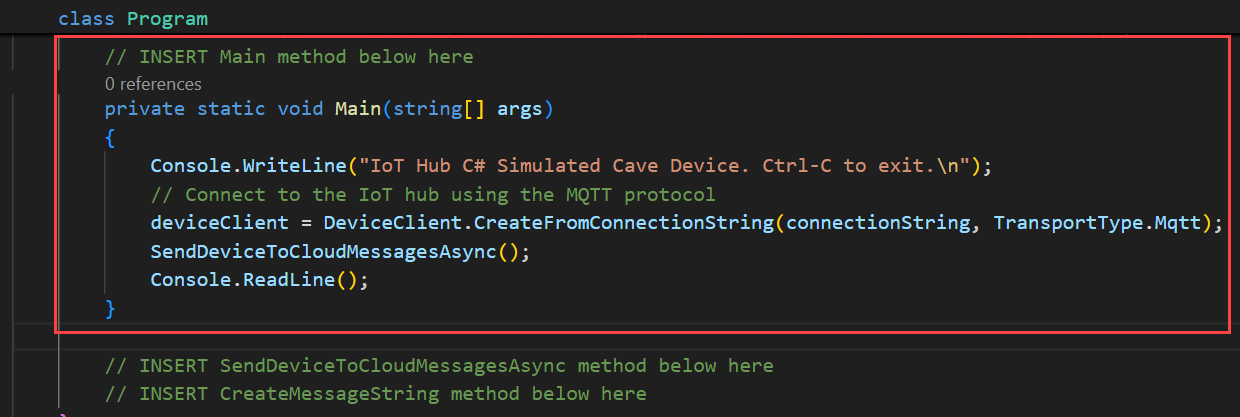 class Program
// INSERT Main method below here
0 references
private static void Main(string[] args)
{
Console.WriteLine("IoT Hub C# Simulated Cave Device. Ctrl-C to exit.\n");
// Connect to the IoT hub using the MQTT protocol
deviceClient = DeviceClient.CreateFromConnectionString(connectionString, TransportType.Mqtt);
SendDeviceToCloudMessagesAsync();
Console.ReadLine();
}
// INSERT SendDeviceToCloudMessagesAsync method below here
// INSERT CreateMessageString method below here